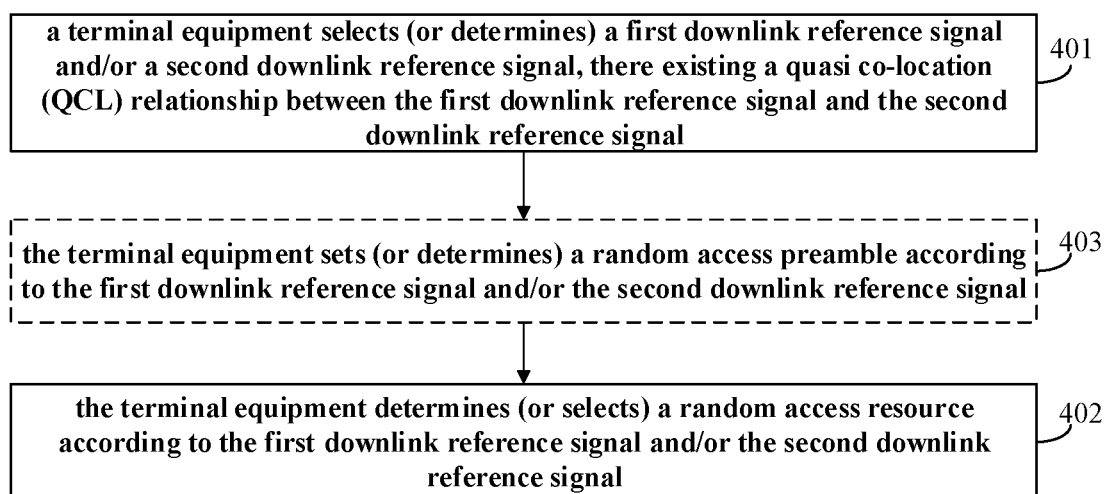 a terminal equipment selects (or determines) a first downlink reference signal
and/or a second downlink reference signal, there existing a quasi co-location
(QCL) relationship between the first downlink reference signal and the second
downlink reference signal
401
the terminal equipment sets (or determines) a random access preamble according
to the first downlink reference signal and/or the second downlink reference signal
403
the terminal equipment determines (or selects) a random access resource
according to the first downlink reference signal and/or the second downlink
reference signal
402